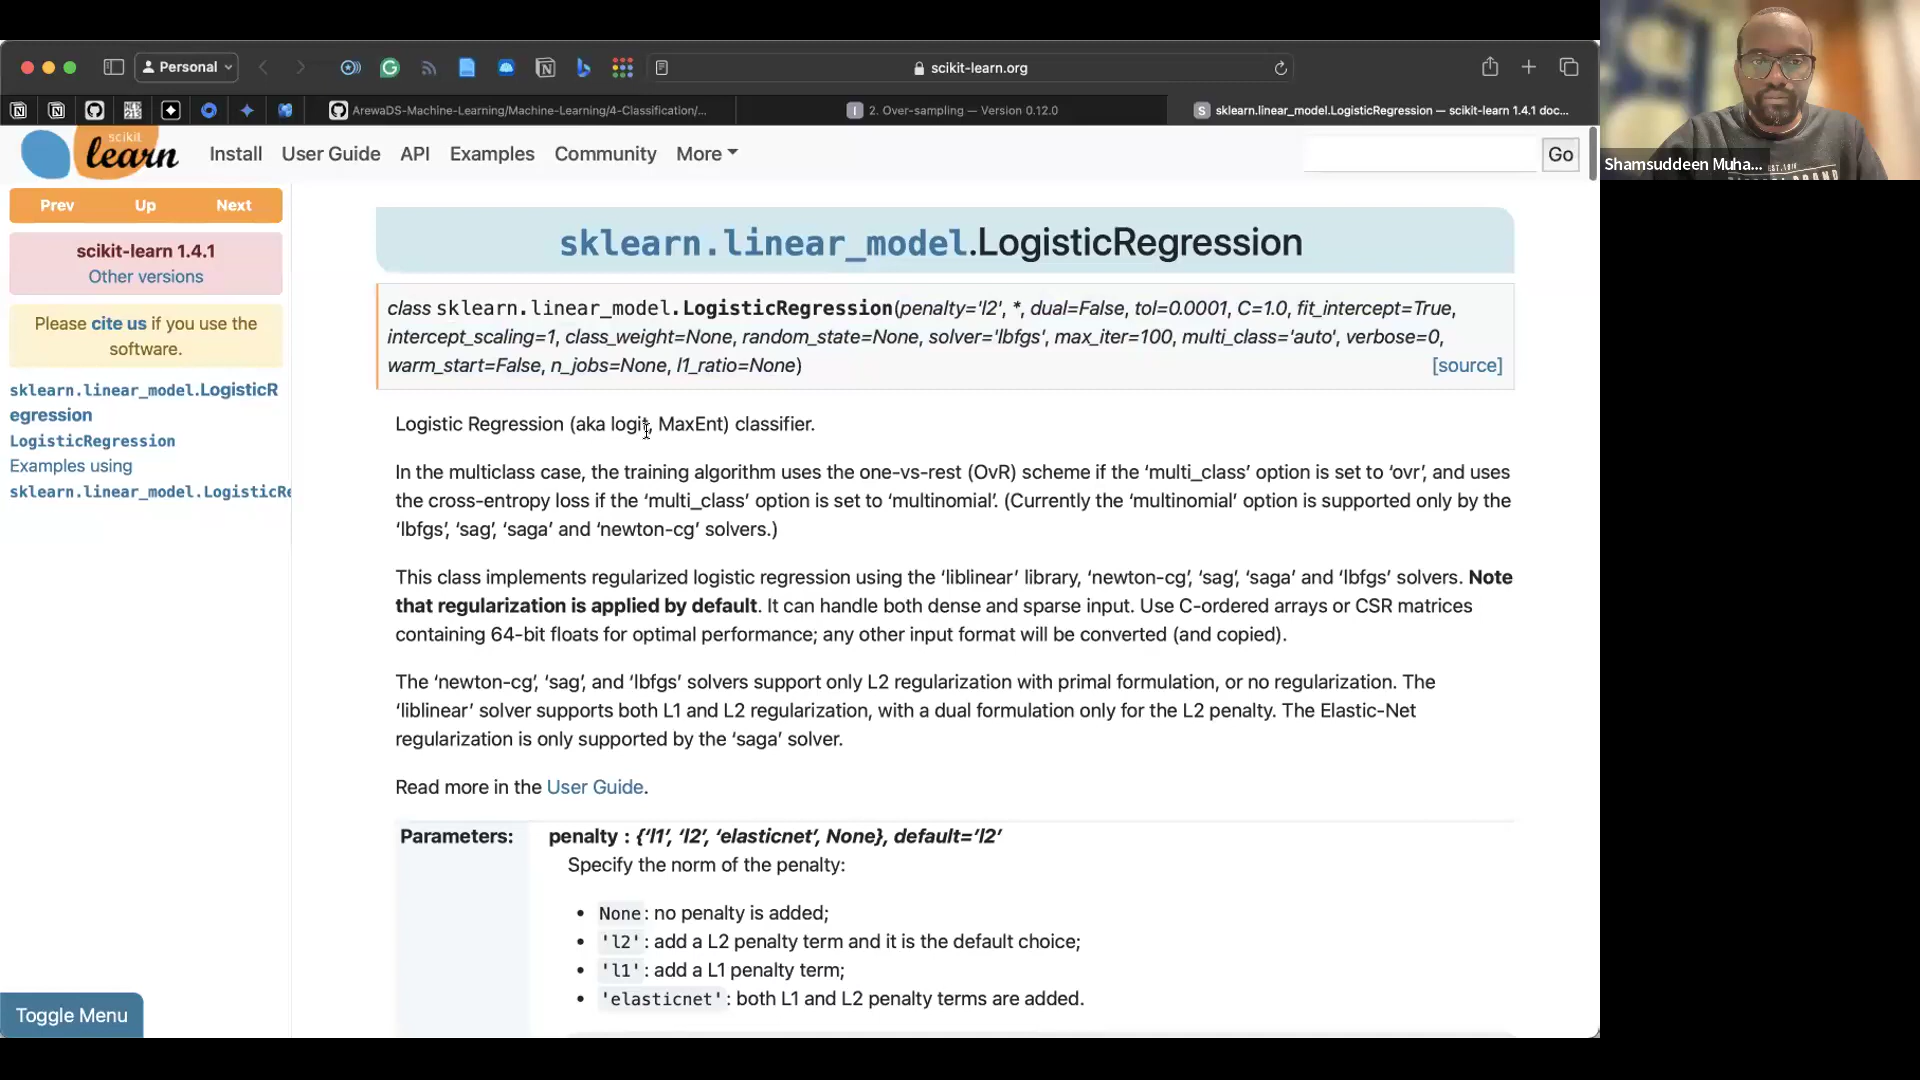 Personal
scikit-learn.org
ArewaDS-Machine-Learning/Machine-Learning/4-Classification/...
2. Over-sampling — Version 0.12.0
sklearn.linear_model.LogisticRegression — scikit-learn 1.4.1 doc...
Shamsuddeen Muha...
scikit
learn
Install User Guide API Examples Community More
Go
Prev Up Next
scikit-learn 1.4.1
Other versions
Please cite us if you use the
software.
sklearn.linear_model.LogisticR
egression
LogisticRegression
Examples using
sklearn.linear_model.LogisticRe
sklearn.linear_model.LogisticRegression
class sklearn.linear_model.LogisticRegression(penalty='l2', *, dual=False, tol=0.0001, C=1.0, fit_intercept=True,
intercept_scaling=1, class_weight=None, random_state=None, solver='lbfgs', max_iter=100, multi_class='auto', verbose=0,
warm_start=False, n_jobs=None, l1_ratio=None)
[source]
Logistic Regression (aka logit, MaxEnt) classifier.
In the multiclass case, the training algorithm uses the one-vs-rest (OvR) scheme if the ‘multi_class’ option is set to ‘ovr’, and uses
the cross-entropy loss if the ‘multi_class’ option is set to ‘multinomial’. (Currently the ‘multinomial’ option is supported only by the
‘lbfgs’, ‘sag’, ‘saga’ and ‘newton-cg’ solvers.)
This class implements regularized logistic regression using the ‘liblinear’ library, ‘newton-cg’, ‘sag’, ‘saga’ and ‘lbfgs’ solvers. Note
that regularization is applied by default. It can handle both dense and sparse input. Use C-ordered arrays or CSR matrices
containing 64-bit floats for optimal performance; any other input format will be converted (and copied).
The ‘newton-cg’, ‘sag’, and ‘lbfgs’ solvers support only L2 regularization with primal formulation, or no regularization. The
‘liblinear’ solver supports both L1 and L2 regularization, with a dual formulation only for the L2 penalty. The Elastic-Net
regularization is only supported by the ‘saga’ solver.
Read more in the User Guide.
Parameters: penalty : {‘l1’, ‘l2’, ‘elasticnet’, None}, default=‘l2’
Specify the norm of the penalty:
• None: no penalty is added;
• 'l2': add a L2 penalty term and it is the default choice;
• 'l1': add a L1 penalty term;
• 'elasticnet': both L1 and L2 penalty terms are added.
Toggle Menu